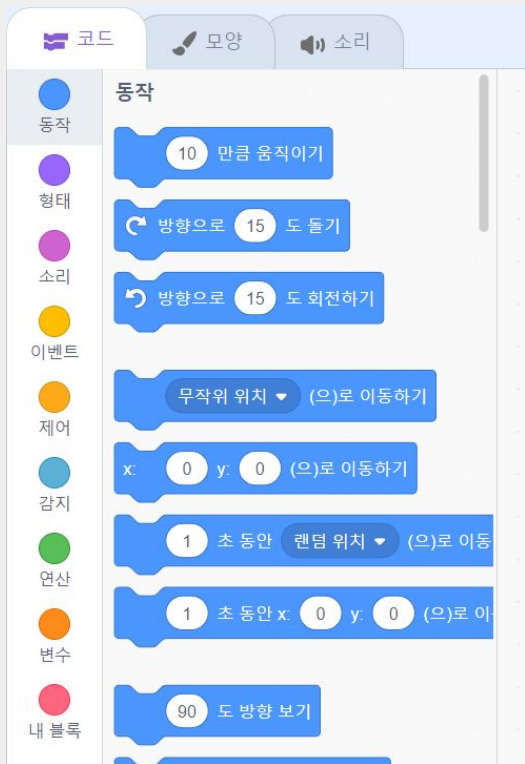 코드 모양 소리
동작
동작
형태
소리
이벤트
제어
감지
연산
변수
내 블록
10 만큼 움직이기
방향으로 15 도 돌기
방향으로 15 도 회전하기
무작위 위치 (으)로 이동하기
x: 0 y: 0 (으)로 이동하기
1 초 동안 랜덤 위치 (으)로 이동
1 초 동안 x: 0 y: 0 (으)로 이
90 도 방향 보기